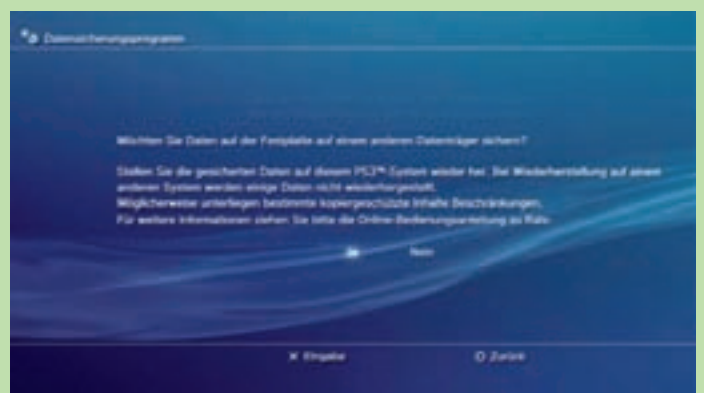 Datensicherungsprogramm
Möchten Sie Daten auf der Festplatte auf einem anderen Datenträger sichern?
Stellen Sie die gesicherten Daten auf diesem PS3™-System wieder her. Bei Wiederherstellung auf einem
anderen System werden einige Daten nicht wiederhergestellt.
Möglicherweise unterliegen bestimmte kopiergeschützte Inhalte Beschränkungen.
Für weitere Informationen ziehen Sie bitte die Online-Bedienungsanleitung zu Rate.
Ja Nein
X Eingabe O Zurück